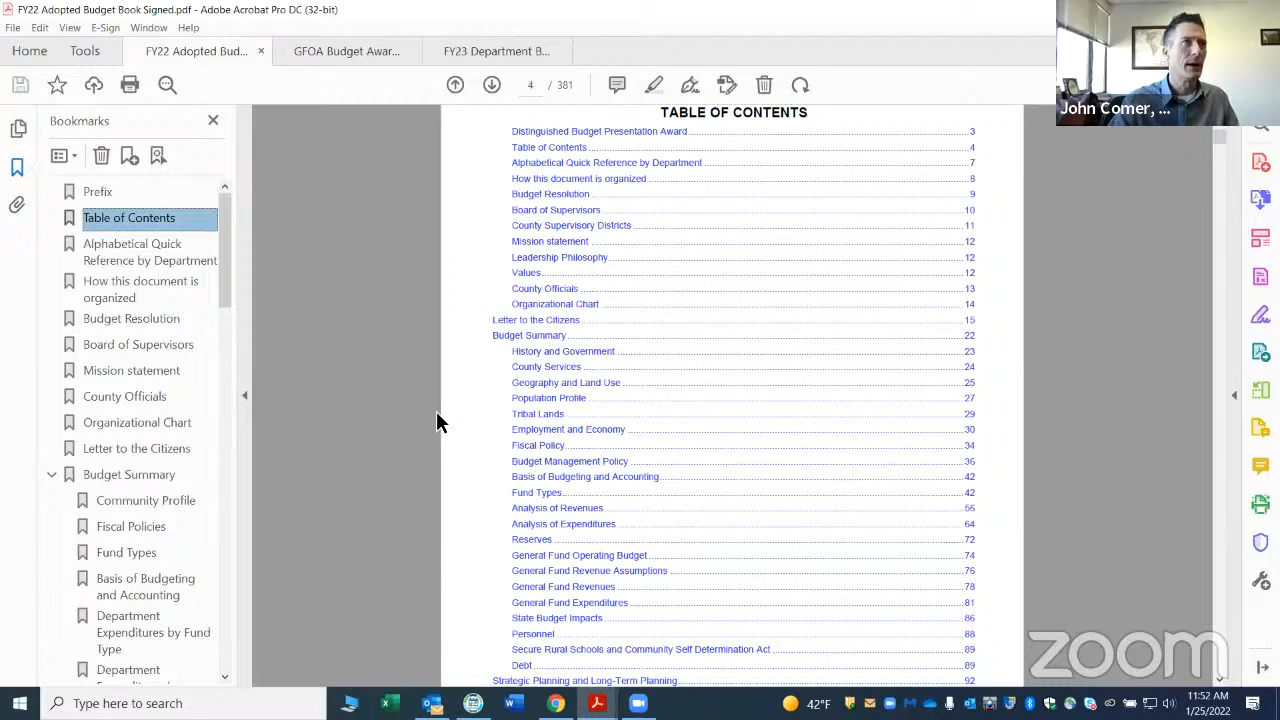 FY22 Adopted Budget Book Signed.pdf - Adobe Acrobat Pro DC (32-bit)
File Edit View E-Sign Window Help
Home Tools FY22 Adopted Bud... × GFOA Budget Awar... FY23 Department B...
4 / 381
John Comer, ...
Bookmarks
Prefix
Table of Contents
Alphabetical Quick
Reference by Department
How this document is
organized
Budget Resolution
Board of Supervisors
Mission statement
County Officials
Organizational Chart
Letter to the Citizens
Budget Summary
Community Profile
Fiscal Policies
Fund Types
Basis of Budgeting
and Accounting
Department
Expenditures by Fund
Type
Department
TABLE OF CONTENTS
Distinguished Budget Presentation Award 3
Table of Contents 4
Alphabetical Quick Reference by Department 7
How this document is organized 8
Budget Resolution 9
Board of Supervisors 10
County Supervisory Districts 11
Mission statement 12
Leadership Philosophy 12
Values 12
County Officials 13
Organizational Chart 14
Letter to the Citizens 15
Budget Summary 22
History and Government 23
County Services 24
Geography and Land Use 25
Population Profile 27
Tribal Lands 29
Employment and Economy 30
Fiscal Policy 34
Budget Management Policy 36
Basis of Budgeting and Accounting 42
Fund Types 42
Analysis of Revenues 56
Analysis of Expenditures 64
Reserves 72
General Fund Operating Budget 74
General Fund Revenue Assumptions 76
General Fund Revenues 78
General Fund Expenditures 81
State Budget Impacts 86
Personnel 88
Secure Rural Schools and Community Self Determination Act 89
Debt 89
Strategic Planning and Long-Term Planning 92
zoom
Type here to search
42°F
11:52 AM
1/25/2022